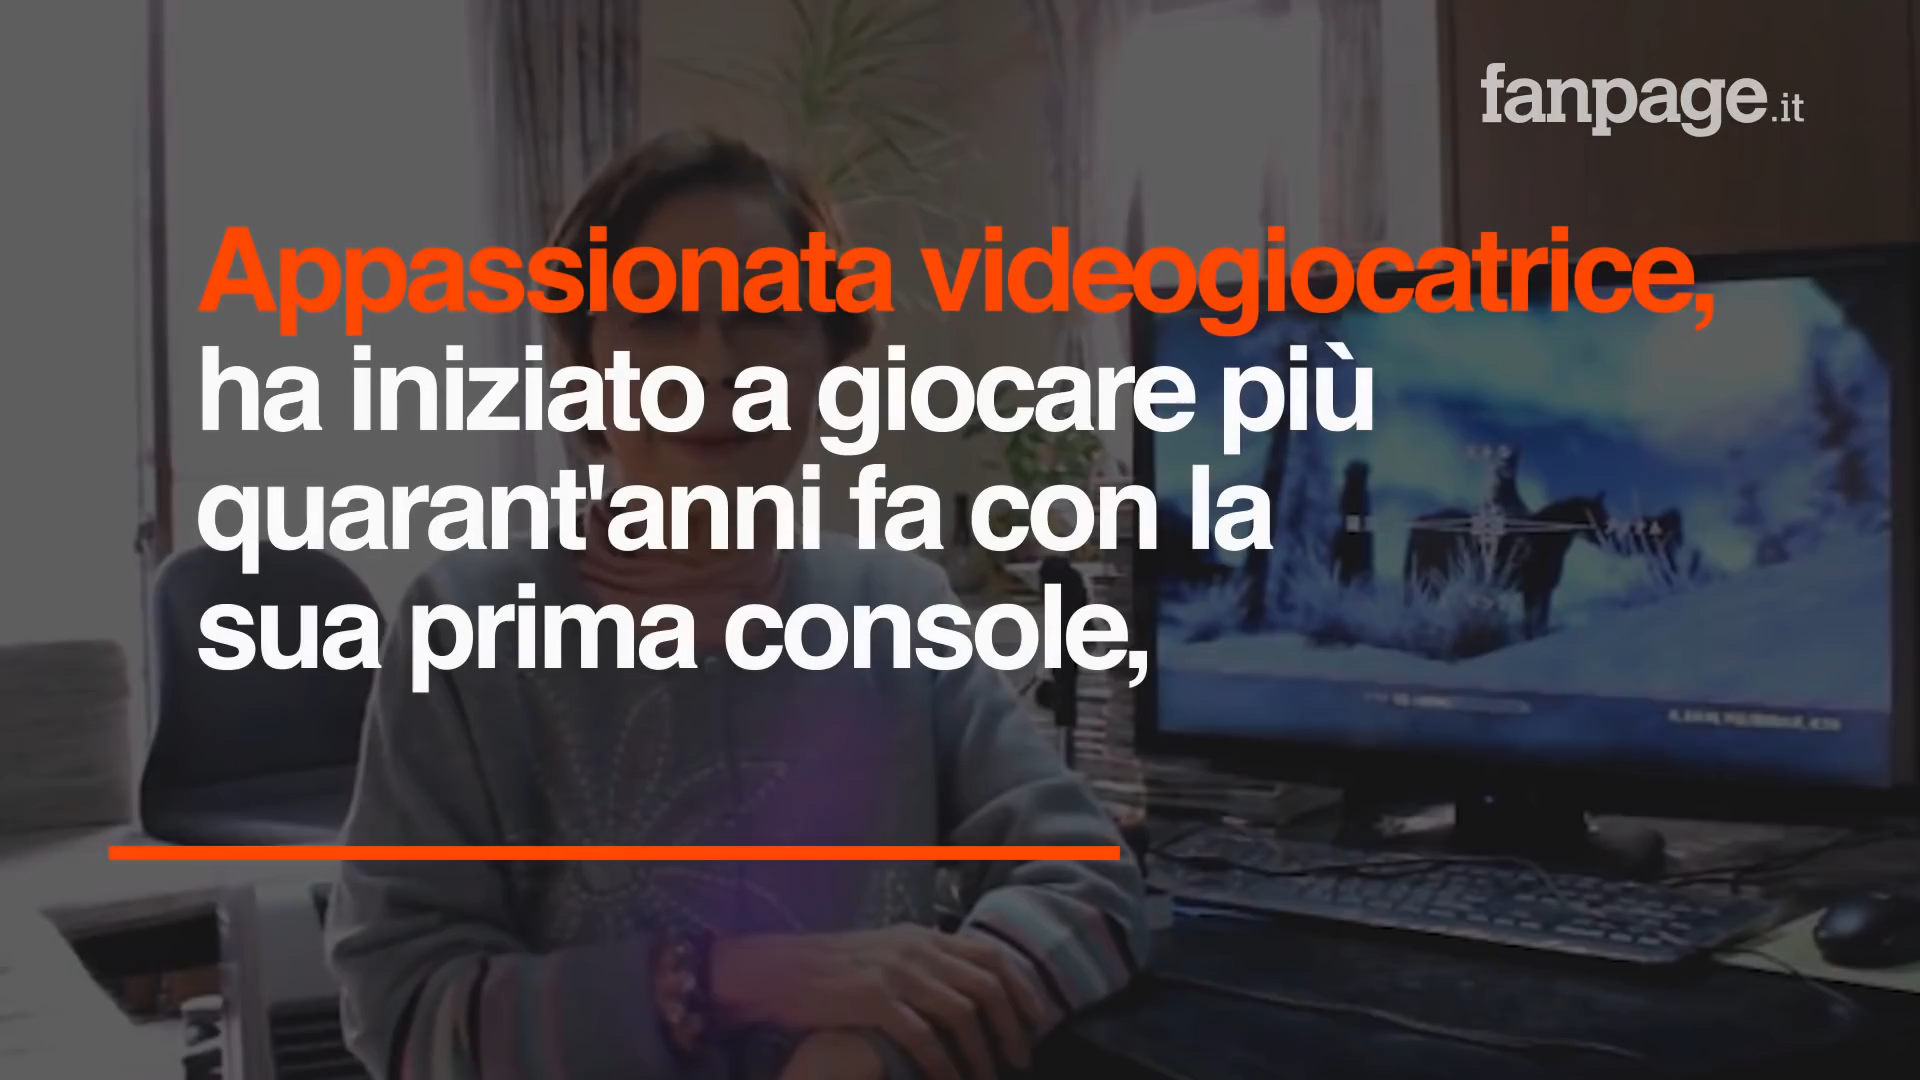 fanpage.it
Appassionata videogiocatrice,
ha iniziato a giocare più
quarant'anni fa con la
sua prima console,